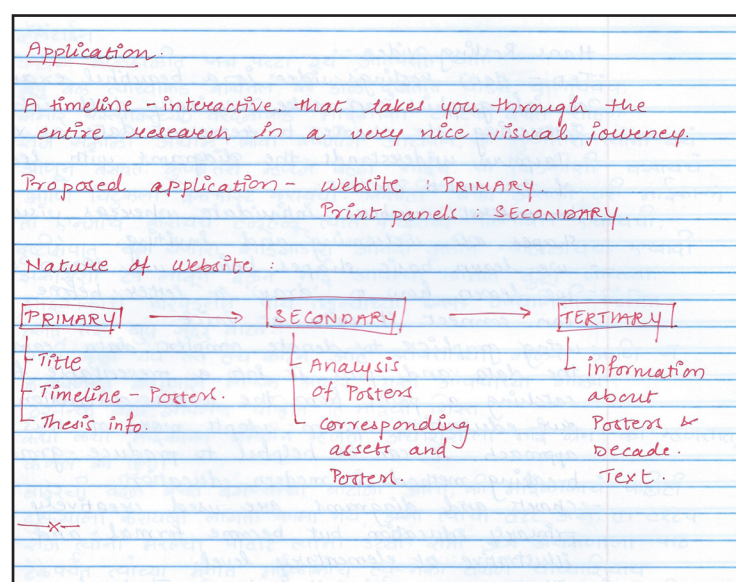 Application.
A timeline - interactive. that takes you through the
entire research in a very nice visual journey.
Proposed application - website : PRIMARY.
Print panels : SECONDARY.
Nature of website :
PRIMARY → SECONDARY → TERTIARY
Title
Timeline - Posters.
Thesis info.
Analysis
of Posters
corresponding
assets and
Posters.
information
about
Posters &
Decade.
Text.